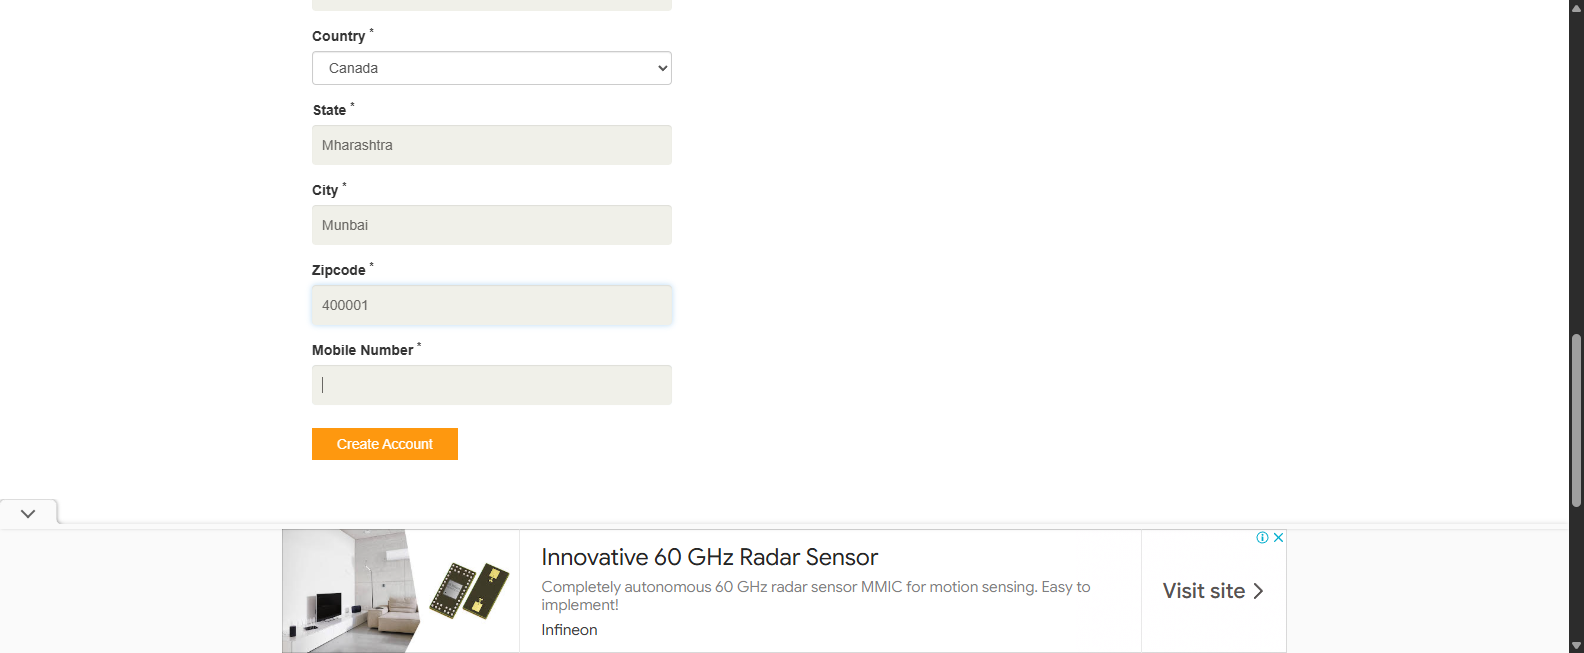 Country *
Canada
State *
Mharashtra
City *
Munbai
Zipcode *
400001
Mobile Number *
Create Account
Innovative 60 GHz Radar Sensor
Completely autonomous 60 GHz radar sensor MMIC for motion sensing. Easy to
implement!
Infineon
Visit site